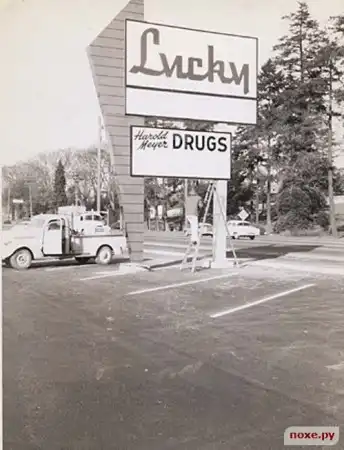 Lucky
Harold
Meyer DRUGS
noxe.py